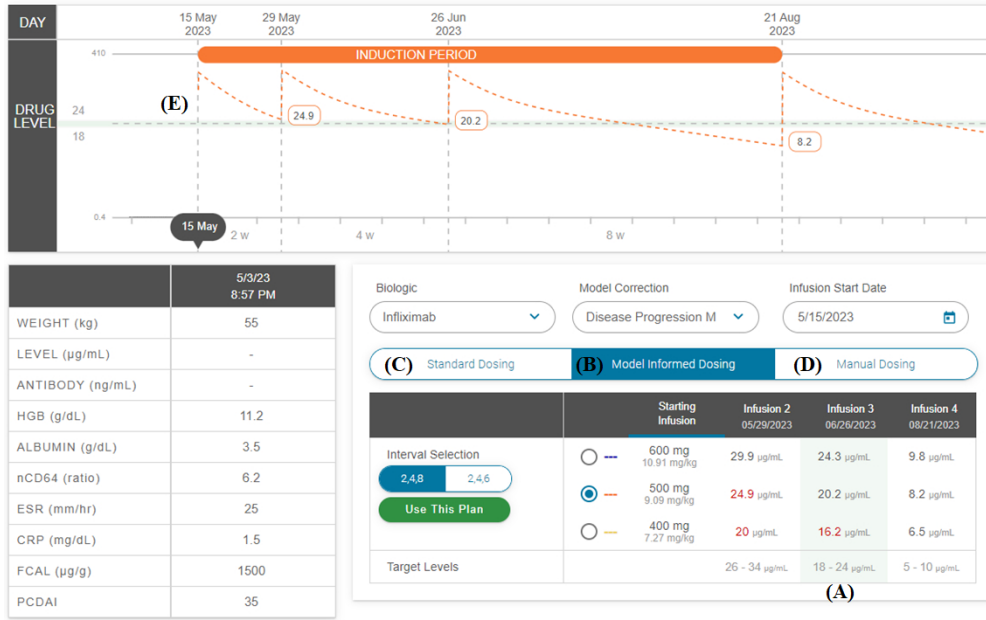 DAY
15 May 29 May 26 Jun 21 Aug
2023 2023 2023 2023
410
INDUCTION PERIOD
(E)
DRUG
LEVEL
24
18
24.9
20.2
8.2
0.4
15 May
2 w 4 w 8 w
5/3/23
8:57 PM
WEIGHT (kg) 55
LEVEL (µg/mL) -
ANTIBODY (ng/mL) -
HGB (g/dL) 11.2
ALBUMIN (g/dL) 3.5
nCD64 (ratio) 6.2
ESR (mm/hr) 25
CRP (mg/dL) 1.5
FCAL (µg/g) 1500
PCDAI 35
Biologic Model Correction Infusion Start Date
Infliximab Disease Progression M 5/15/2023
(C) Standard Dosing (B) Model Informed Dosing (D) Manual Dosing
Starting Infusion 2 Infusion 3 Infusion 4
Infusion 05/29/2023 06/26/2023 08/21/2023
Interval Selection
2,4,8 2,4,6
Use This Plan
600 mg 29.9 µg/mL 24.3 µg/mL 9.8 µg/mL
10.91 mg/kg
500 mg 24.9 µg/mL 20.2 µg/mL 8.2 µg/mL
9.09 mg/kg
400 mg 20 µg/mL 16.2 µg/mL 6.5 µg/mL
7.27 mg/kg
Target Levels 26 - 34 µg/mL 18 - 24 µg/mL 5 - 10 µg/mL
(A)